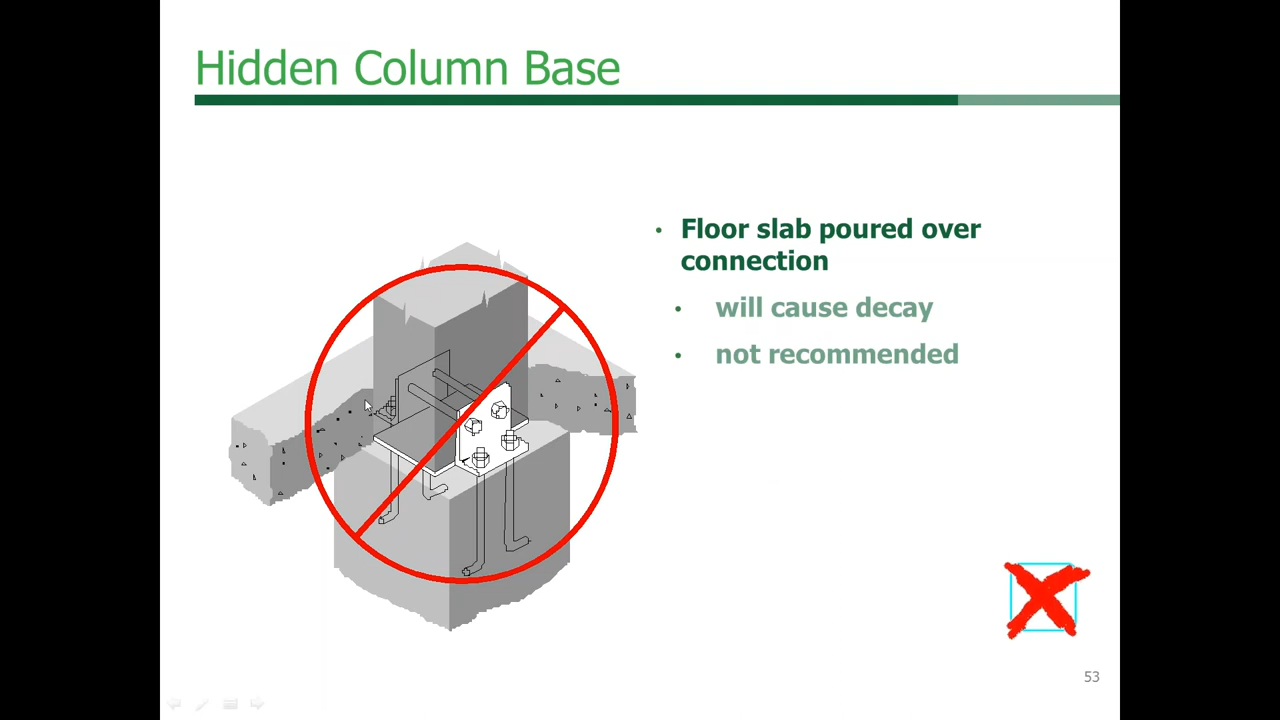 Hidden Column Base
• Floor slab poured over
connection
• will cause decay
• not recommended
53